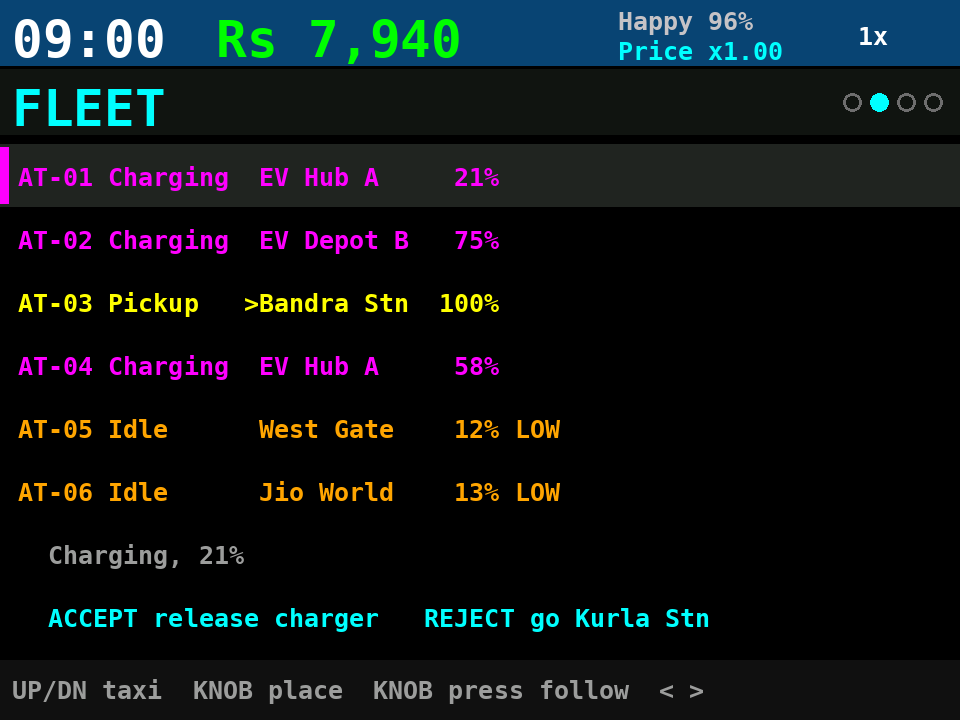 09:00 Rs 7,940 Happy 96% 1x
Price x1.00
FLEET
AT-01 Charging EV Hub A 21%
AT-02 Charging EV Depot B 75%
AT-03 Pickup >Bandra Stn 100%
AT-04 Charging EV Hub A 58%
AT-05 Idle West Gate 12% LOW
AT-06 Idle Jio World 13% LOW
Charging, 21%
ACCEPT release charger REJECT go Kurla Stn
UP/DN taxi KNOB place KNOB press follow < >